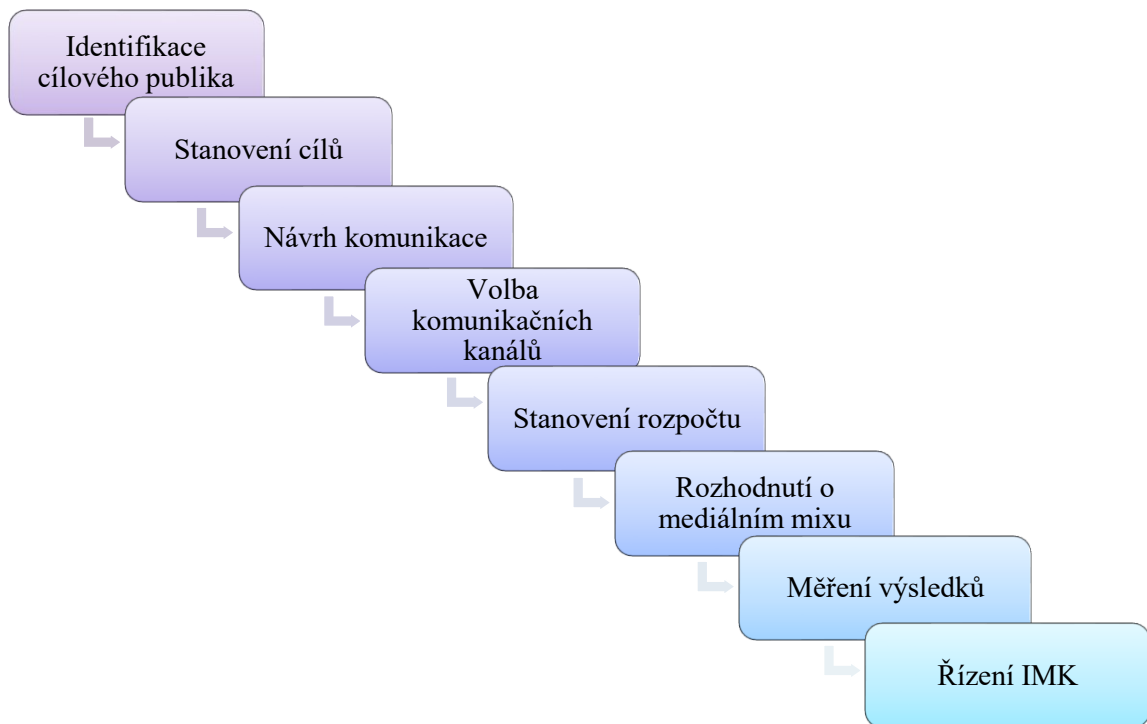 Identifikace
cílového publika
Stanovení cílů
Návrh komunikace
Volba
komunikačních
kanálů
Stanovení rozpočtu
Rozhodnutí o
mediálním mixu
Měření výsledků
Řízení IMK